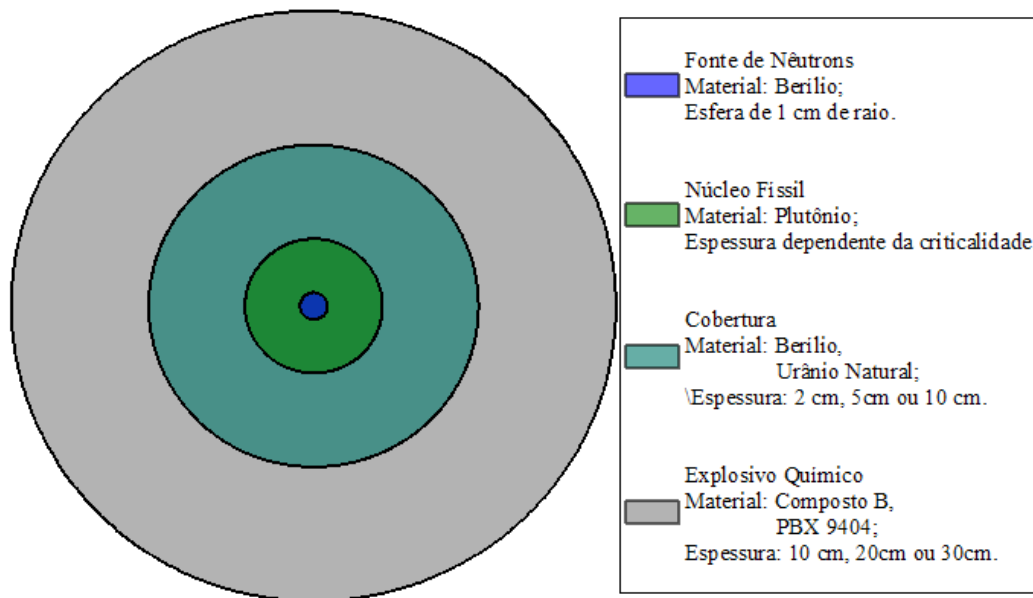 Fonte de Nêutrons
Material: Berilio;
Esfera de 1 cm de raio.
Núcleo Fissil
Material: Plutônio;
Espessura dependente da criticalidade
Cobertura
Material: Berilio,
Urânio Natural;
\Espessura: 2 cm, 5cm ou 10 cm.
Explosivo Quimico
Material: Composto B,
PBX 9404;
Espessura: 10 cm, 20cm ou 30cm.